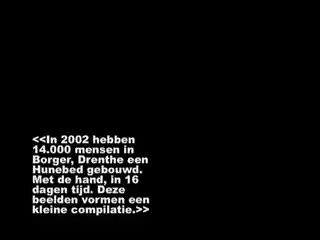 <<In 2002 hebben
14.000 mensen in
Borger, Drenthe een
Hunebed gebouwd.
Met de hand, in 16
dagen tijd. Deze
beelden vormen een
kleine compilatie.>>